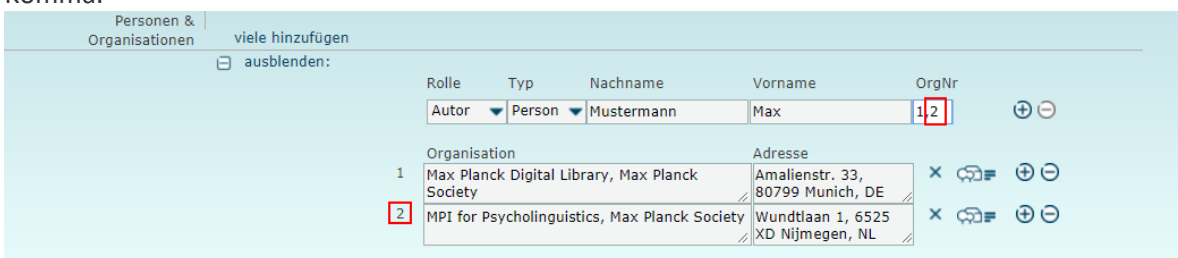 Komma.
Personen &
Organisationen viele hinzufügen
ausblenden:
Rolle Typ Nachname Vorname OrgNr
Autor Person Mustermann Max 1,2
Organisation Adresse
1 Max Planck Digital Library, Max Planck Society Amalienstr. 33, 80799 Munich, DE
2 MPI for Psycholinguistics, Max Planck Society Wundtlaan 1, 6525 XD Nijmegen, NL